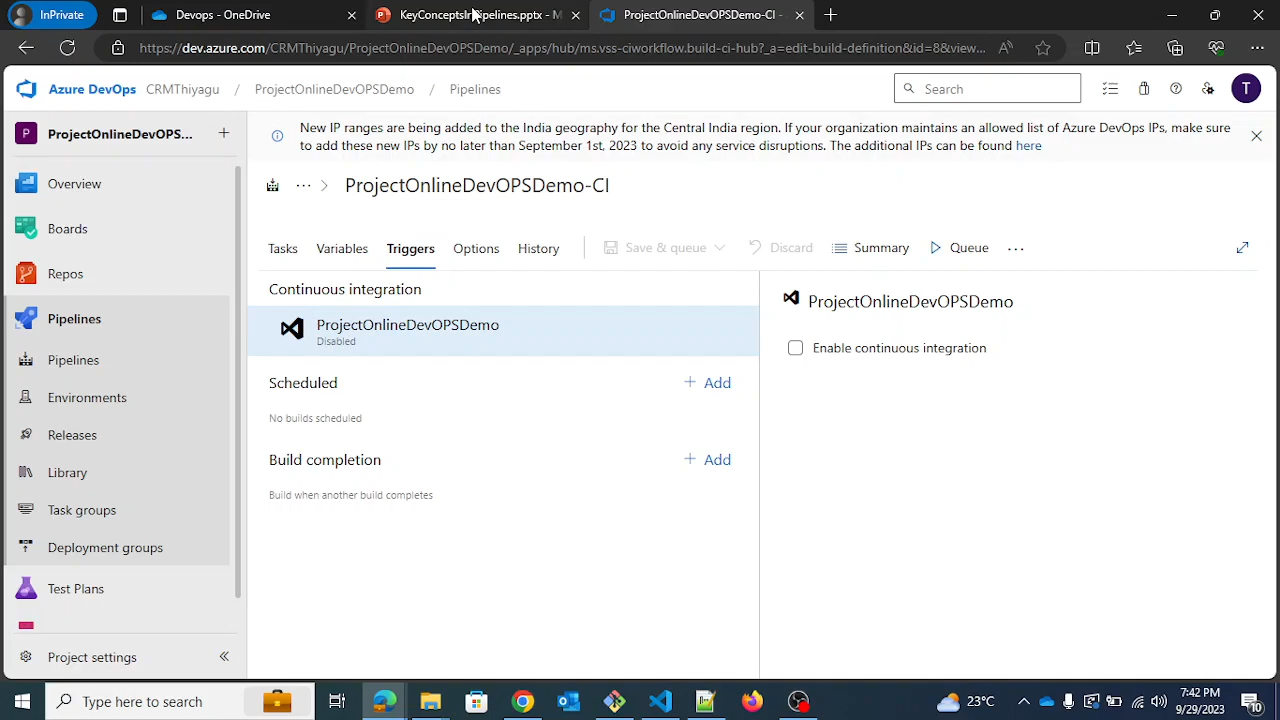 InPrivate
Devops - OneDrive
KeyConceptsInPipelines.pptx - M
ProjectOnlineDevOPSDemo-CI -
https://dev.azure.com/CRMThiyagu/ProjectOnlineDevOPSDemo/_apps/hub/ms.vss-ciworkflow.build-ci-hub?_a=edit-build-definition&id=8&view...
Azure DevOps CRMThiyagu / ProjectOnlineDevOPSDemo / Pipelines
Search
T
P ProjectOnlineDevOPS... +
New IP ranges are being added to the India geography for the Central India region. If your organization maintains an allowed list of Azure DevOps IPs, make sure
to add these new IPs by no later than September 1st, 2023 to avoid any service disruptions. The additional IPs can be found here
Overview
Boards
Repos
Pipelines
Pipelines
Environments
Releases
Library
Task groups
Deployment groups
Test Plans
Project settings
... > ProjectOnlineDevOPSDemo-CI
Tasks Variables Triggers Options History Save & queue Discard Summary Queue ...
Continuous integration
ProjectOnlineDevOPSDemo
Disabled
Scheduled + Add
No builds scheduled
Build completion + Add
Build when another build completes
ProjectOnlineDevOPSDemo
Enable continuous integration
Type here to search
23°C
7:42 PM
9/29/2023
10